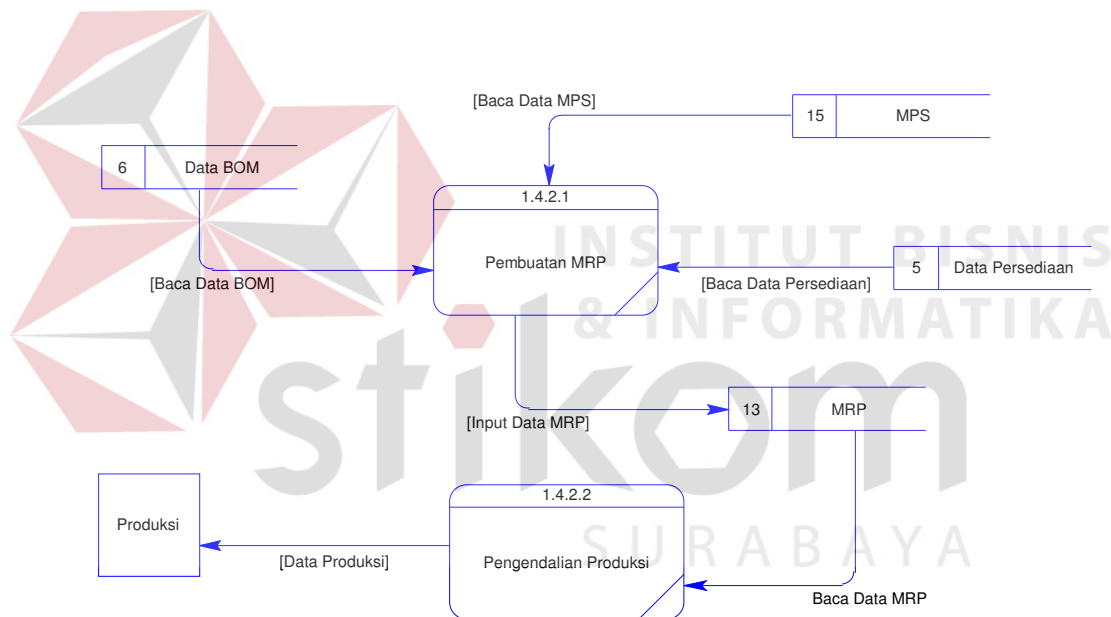 [Baca Data MPS]
15 MPS
6 Data BOM
1.4.2.1
Pembuatan MRP
[Baca Data BOM]
5 Data Persediaan
[Baca Data Persediaan]
INSTITUT BISNIS
& INFORMATIKA
stikom
SURABAYA
[Input Data MRP]
13 MRP
Produksi
[Data Produksi]
1.4.2.2
Pengendalian Produksi
Baca Data MRP